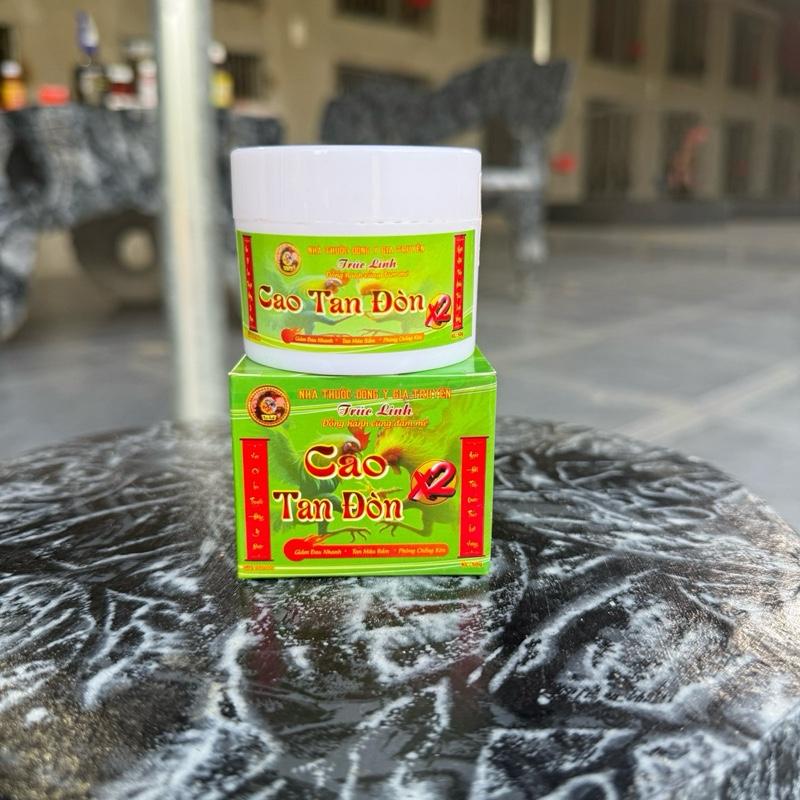 NHÀ THUỐC ĐÔNG Y GIA TRUYỀN
Trúc Linh
Đồng hành cùng đam mê
Cao Tan Đòn
x2
Giảm Đau Nhanh * Tan Máu Bầm * Phòng Chống Kén
NHÀ THUỐC ĐÔNG Y GIA TRUYỀN
Trúc Linh
Đồng hành cùng đam mê
Cao
Tan Đòn
x2
Giảm Đau Nhanh * Tan Máu Bầm * Phòng Chống Kén